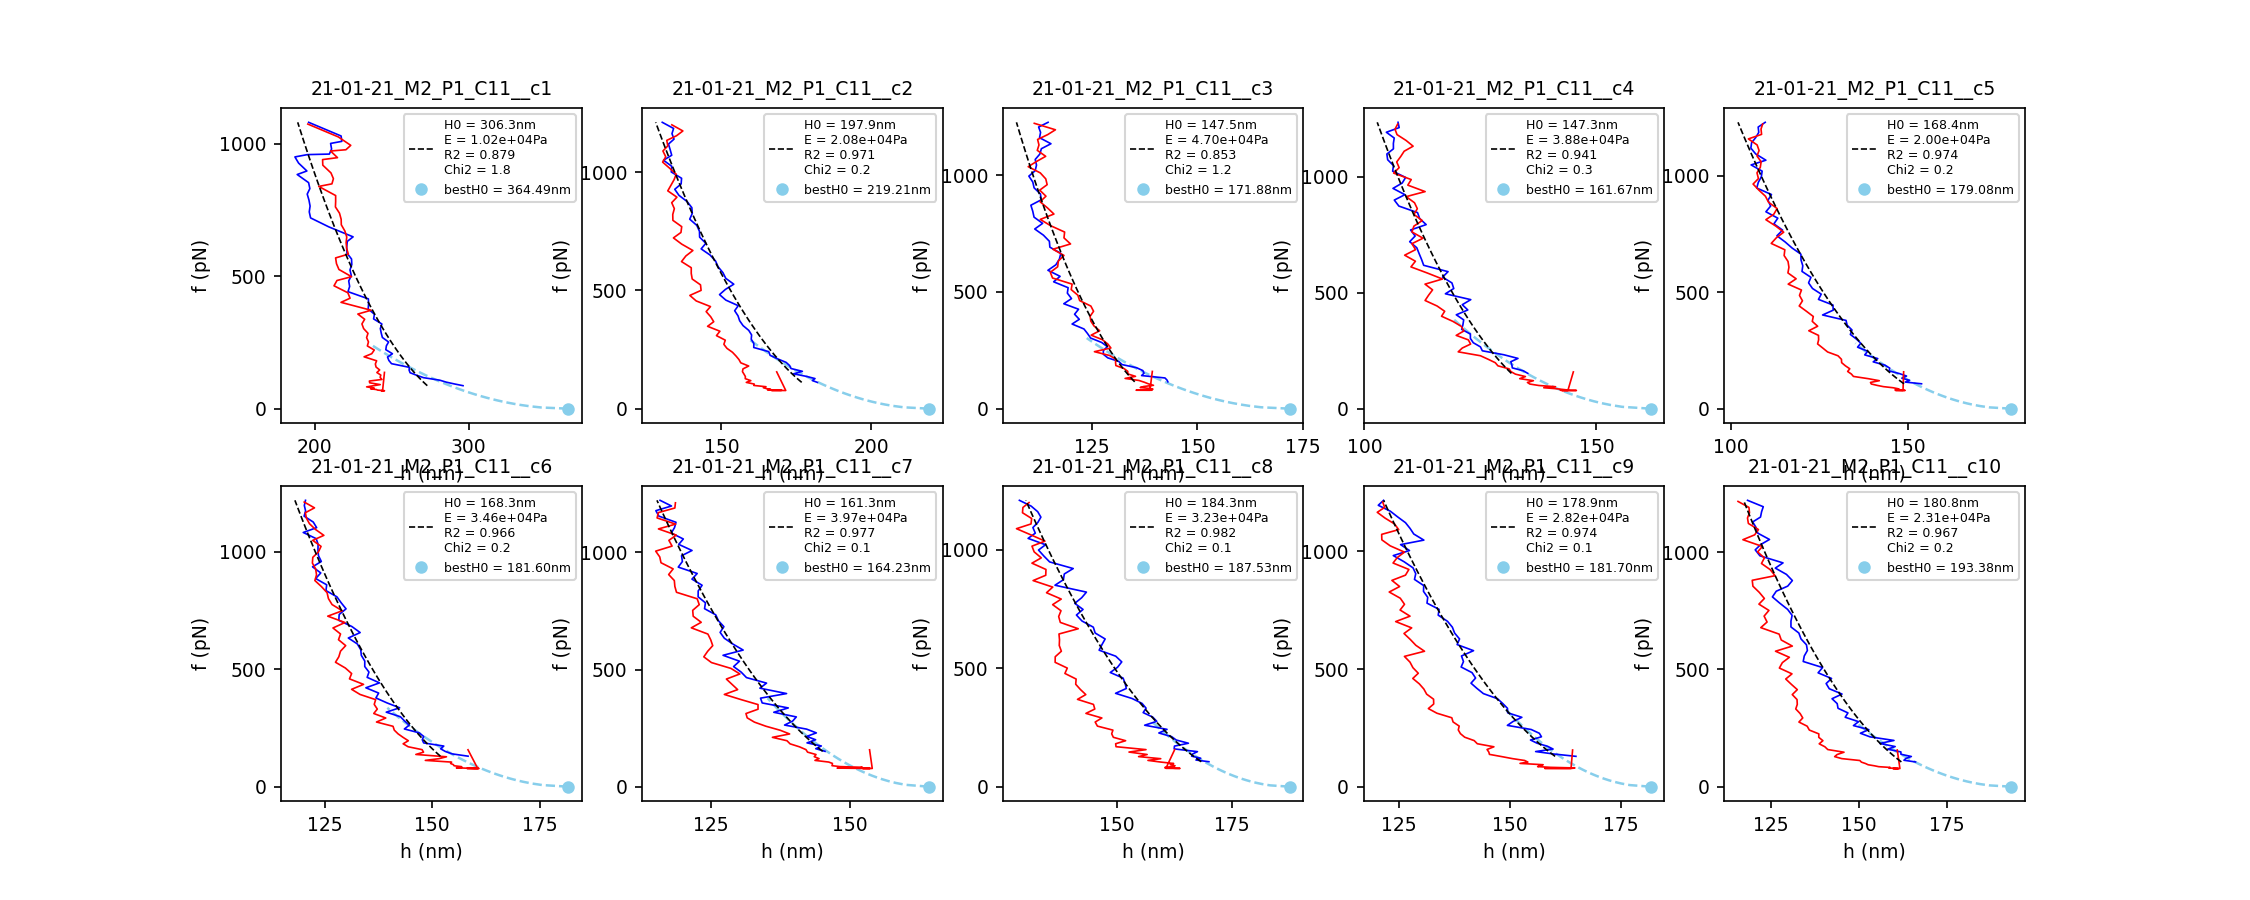 21-01-21_M2_P1_C11__c1
f (pN)
1000
500
0
200
300
h (nm)
H0 = 306.3nm
E = 1.02e+04Pa
R2 = 0.879
Chi2 = 1.8
bestH0 = 364.49nm
21-01-21_M2_P1_C11__c2
f (pN)
1000
500
0
150
200
h (nm)
H0 = 197.9nm
E = 2.08e+04Pa
R2 = 0.971
Chi2 = 0.2
bestH0 = 219.21nm
21-01-21_M2_P1_C11__c3
f (pN)
1000
500
0
125
150
175
h (nm)
H0 = 147.5nm
E = 4.70e+04Pa
R2 = 0.853
Chi2 = 1.2
bestH0 = 171.88nm
21-01-21_M2_P1_C11__c4
f (pN)
1000
500
0
100
150
h (nm)
H0 = 147.3nm
E = 3.88e+04Pa
R2 = 0.941
Chi2 = 0.3
bestH0 = 161.67nm
21-01-21_M2_P1_C11__c5
f (pN)
1000
500
0
100
150
h (nm)
H0 = 168.4nm
E = 2.00e+04Pa
R2 = 0.974
Chi2 = 0.2
bestH0 = 179.08nm
21-01-21_M2_P1_C11__c6
f (pN)
1000
500
0
125
150
175
h (nm)
H0 = 168.3nm
E = 3.46e+04Pa
R2 = 0.966
Chi2 = 0.2
bestH0 = 181.60nm
21-01-21_M2_P1_C11__c7
f (pN)
1000
500
0
125
150
h (nm)
H0 = 161.3nm
E = 3.97e+04Pa
R2 = 0.977
Chi2 = 0.1
bestH0 = 164.23nm
21-01-21_M2_P1_C11__c8
f (pN)
1000
500
0
150
175
h (nm)
H0 = 184.3nm
E = 3.23e+04Pa
R2 = 0.982
Chi2 = 0.1
bestH0 = 187.53nm
21-01-21_M2_P1_C11__c9
f (pN)
1000
500
0
125
150
175
h (nm)
H0 = 178.9nm
E = 2.82e+04Pa
R2 = 0.974
Chi2 = 0.1
bestH0 = 181.70nm
21-01-21_M2_P1_C11__c10
f (pN)
1000
500
0
125
150
175
h (nm)
H0 = 180.8nm
E = 2.31e+04Pa
R2 = 0.967
Chi2 = 0.2
bestH0 = 193.38nm